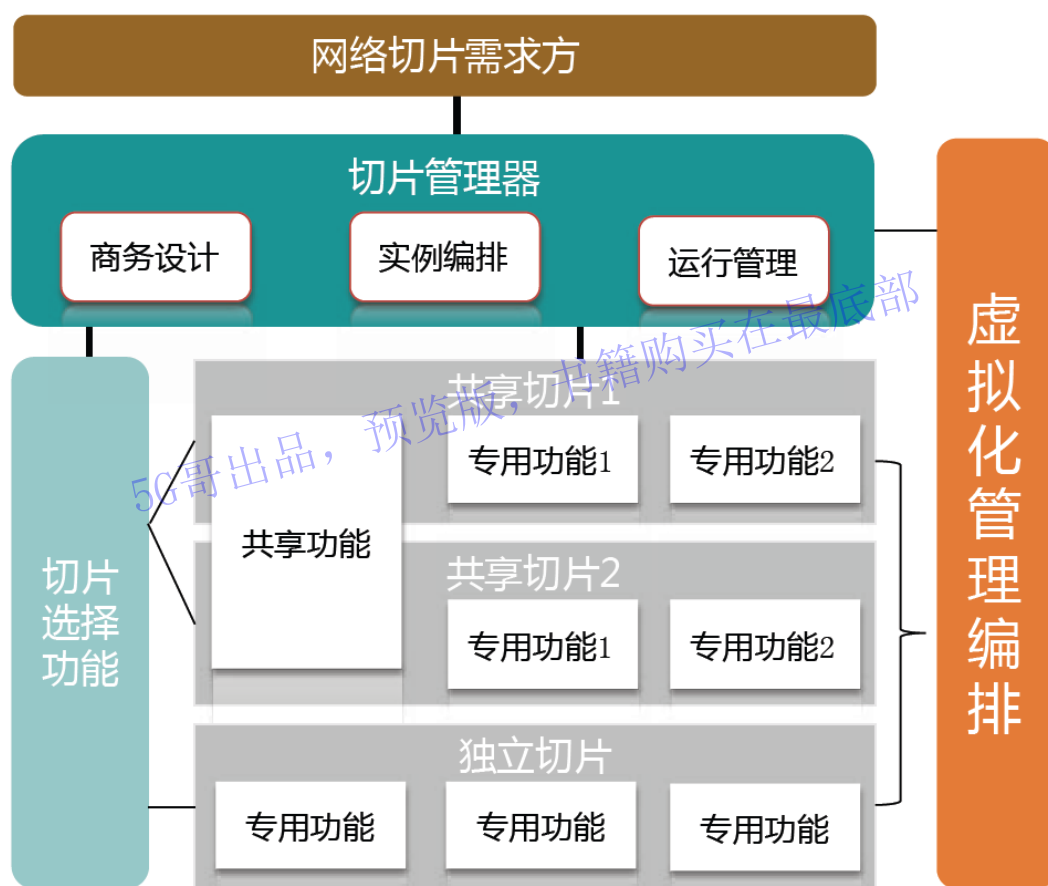 网络切片需求方
切片管理器
商务设计
实例编排
运行管理
虚拟化管理编排
切片
选择
功能
共享切片1
共享功能
专用功能1
专用功能2
共享切片2
专用功能1
专用功能2
独立切片
专用功能
专用功能
专用功能
5G哥出品，预览版，书籍购买在最底部